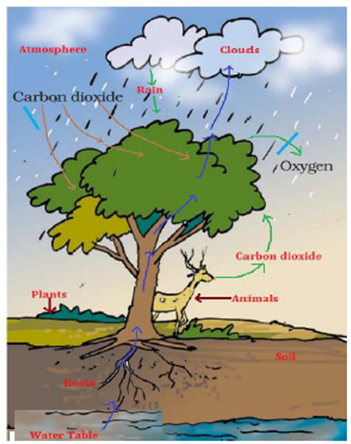 Atmosphere
Clouds
Rain
Carbon dioxide
Oxygen
Carbon dioxide
Plants
Animals
Soil
Roots
Water Table